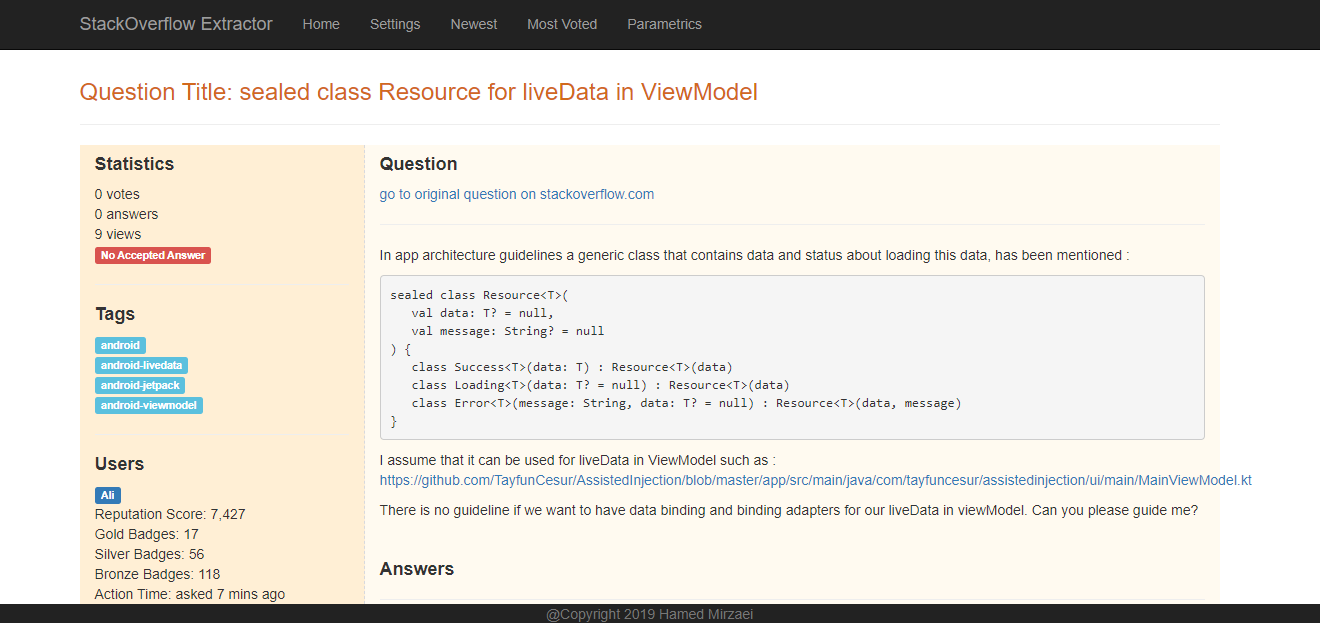 StackOverflow Extractor Home Settings Newest Most Voted Parametrics
Question Title: sealed class Resource for liveData in ViewModel
Statistics
0 votes
0 answers
9 views
No Accepted Answer
Tags
android
android-livedata
android-jetpack
android-viewmodel
Users
Ali
Reputation Score: 7,427
Gold Badges: 17
Silver Badges: 56
Bronze Badges: 118
Action Time: asked 7 mins ago
Question
go to original question on stackoverflow.com
In app architecture guidelines a generic class that contains data and status about loading this data, has been mentioned :
sealed class Resource<T>(
   val data: T? = null,
   val message: String? = null
) {
   class Success<T>(data: T) : Resource<T>(data)
   class Loading<T>(data: T? = null) : Resource<T>(data)
   class Error<T>(message: String, data: T? = null) : Resource<T>(data, message)
}
I assume that it can be used for liveData in ViewModel such as :
https://github.com/TayfunCesur/AssistedInjection/blob/master/app/src/main/java/com/tayfuncesur/assistedinjection/ui/main/MainViewModel.kt
There is no guideline if we want to have data binding and binding adapters for our liveData in viewModel. Can you please guide me?
Answers
@Copyright 2019 Hamed Mirzaei